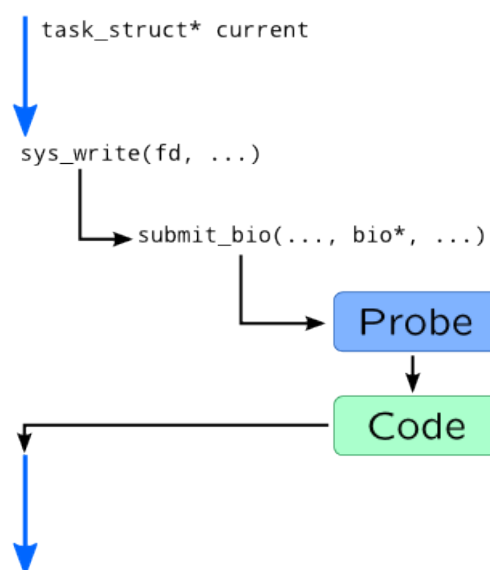 task_struct* current
sys_write(fd, ...)
submit_bio(..., bio*, ...)
Probe
Code